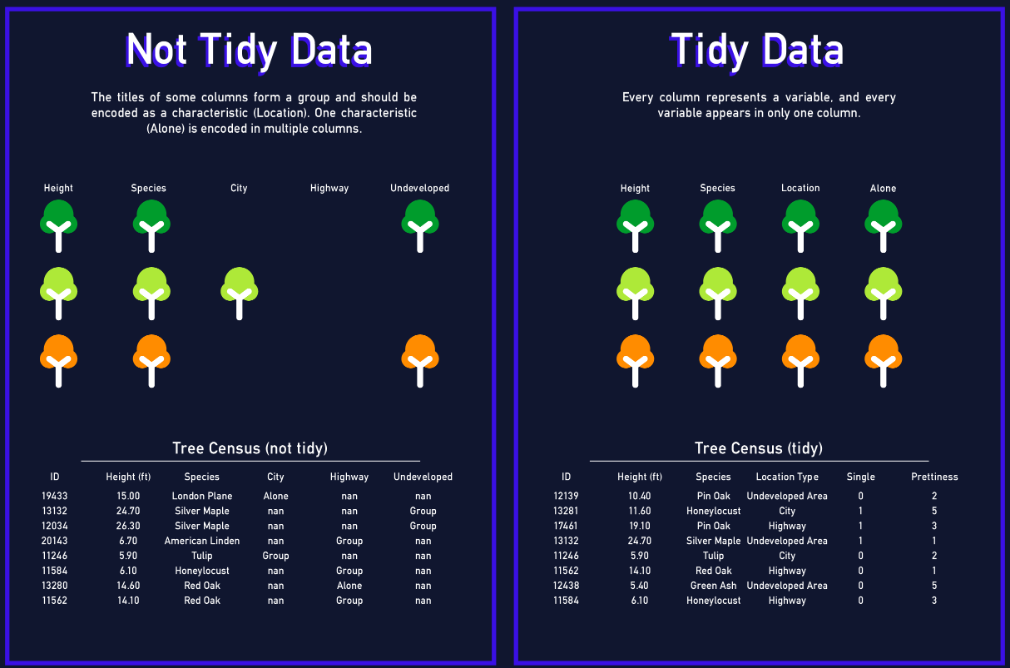 Not Tidy Data
The titles of some columns form a group and should be
encoded as a characteristic (Location). One characteristic
(Alone) is encoded in multiple columns.
Height Species City Highway Undeveloped
Tree Census (not tidy)
ID Height (ft) Species City Highway Undeveloped
19433 15.00 London Plane Alone nan nan
13132 24.70 Silver Maple nan nan Group
12034 26.30 Silver Maple nan nan Group
20143 6.70 American Linden nan Group nan
11246 5.90 Tulip Group nan nan
11584 6.10 Honeylocust nan Group nan
13280 14.60 Red Oak nan Alone nan
11562 14.10 Red Oak nan Group nan
Tidy Data
Every column represents a variable, and every
variable appears in only one column.
Height Species Location Alone
Tree Census (tidy)
ID Height (ft) Species Location Type Single Prettiness
12139 10.40 Pin Oak Undeveloped Area 0 2
13281 11.60 Honeylocust City 1 5
17461 19.10 Pin Oak Highway 1 3
13132 24.70 Silver Maple Undeveloped Area 1 1
11246 5.90 Tulip City 0 2
11562 14.10 Red Oak Highway 0 1
12438 5.40 Green Ash Undeveloped Area 0 5
11584 6.10 Honeylocust Highway 0 3